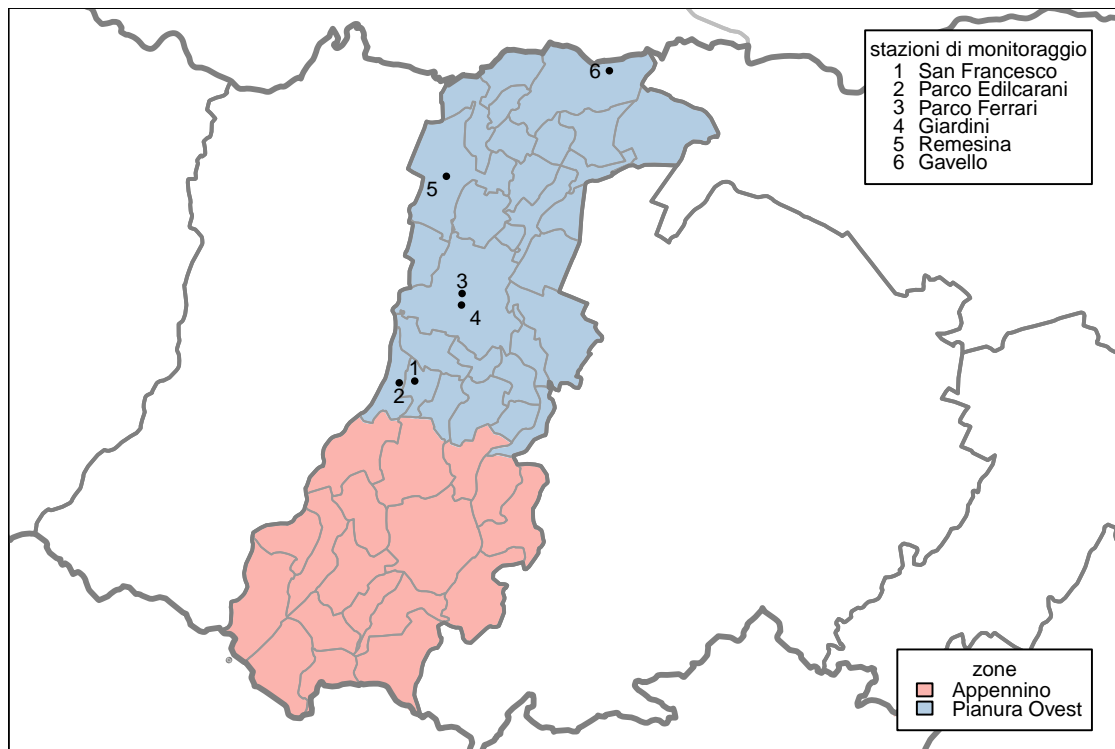 stazioni di monitoraggio
1 San Francesco
2 Parco Edilcarani
3 Parco Ferrari
4 Giardini
5 Remesina
6 Gavello
6
5
3
4
1
2
zone
Appennino
Pianura Ovest